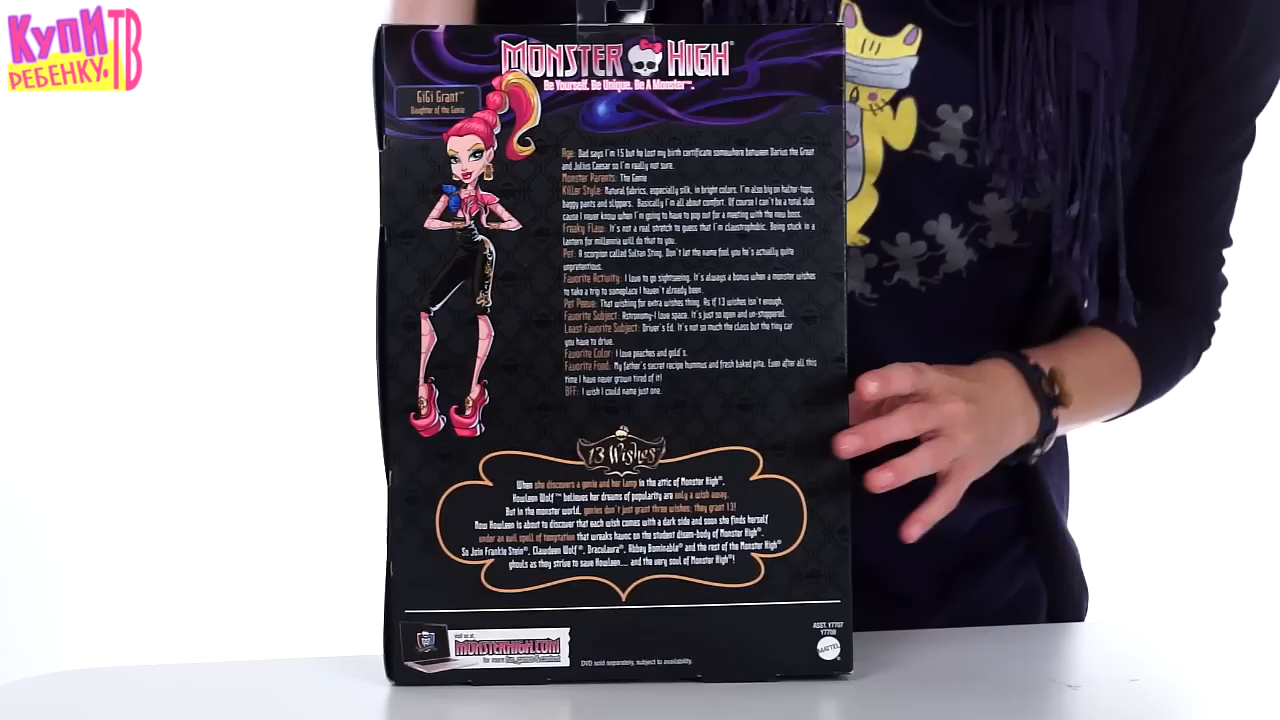 Купи
ТВ
РЕБЕНКУ.
MONSTER HIGH®
Be Yourself. Be Unique. Be A Monster™.
GiGi Grant™
Daughter of the Genie
Age: Dad says I'm 15 but he lost my birth certificate somewhere between Darius the Great
and Julius Caesar so I'm really not sure.
Monster Parents: The Genie
Killer Style: Natural fabrics, especially silk, in bright colors. I'm also big on halter-tops,
baggy pants and slippers. Basically I'm all about comfort. Of course I can't be a total slob
cause I never know when I'm going to have to pop out for a meeting with the new boss.
Freaky Flaw: It's not a real stretch to guess that I'm claustrophobic. Being stuck in a
lantern for millennia will do that to you.
Pet: A scorpion called Sultan Sting. Don't let the name fool you he's actually quite
unpretentious.
Favorite Activity: I love to go sightseeing. It's always a bonus when a monster wishes
to take a trip to someplace I haven't already been.
Pet Peeve: That wishing for extra wishes thing. As if 13 wishes isn't enough.
Favorite Subject: Astronomy-I love space. It's just so open and un-stoppered.
Least Favorite Subject: Driver's Ed. It's not so much the class but the tiny car
you have to drive.
Favorite Color: I love peaches and gold's.
Favorite Food: My father's secret recipe hummus and fresh baked pita. Even after all this
time I have never grown tired of it!
BFF: I wish I could name just one.
13 Wishes
When she discovers a genie and her lamp in the attic of Monster High®,
Howleen Wolf™ believes her dreams of popularity are only a wish away.
But in the monster world, genies don't just grant three wishes; they grant 13!
Now Howleen is about to discover that each wish comes with a dark side and soon she finds herself
under an evil spell of temptation that wreaks havoc on the student disem-body of Monster High®.
So Join Frankie Stein®, Clawdeen Wolf®, Draculaura®, Abbey Bominable® and the rest of the Monster High®
ghouls as they strive to save Howleen.... and the very soul of Monster High®!
visit us at
MONSTERHIGH.COM
for more fun, games & content
DVD sold separately, subject to availability.
ASST. Y7707
Y7708
MATTEL